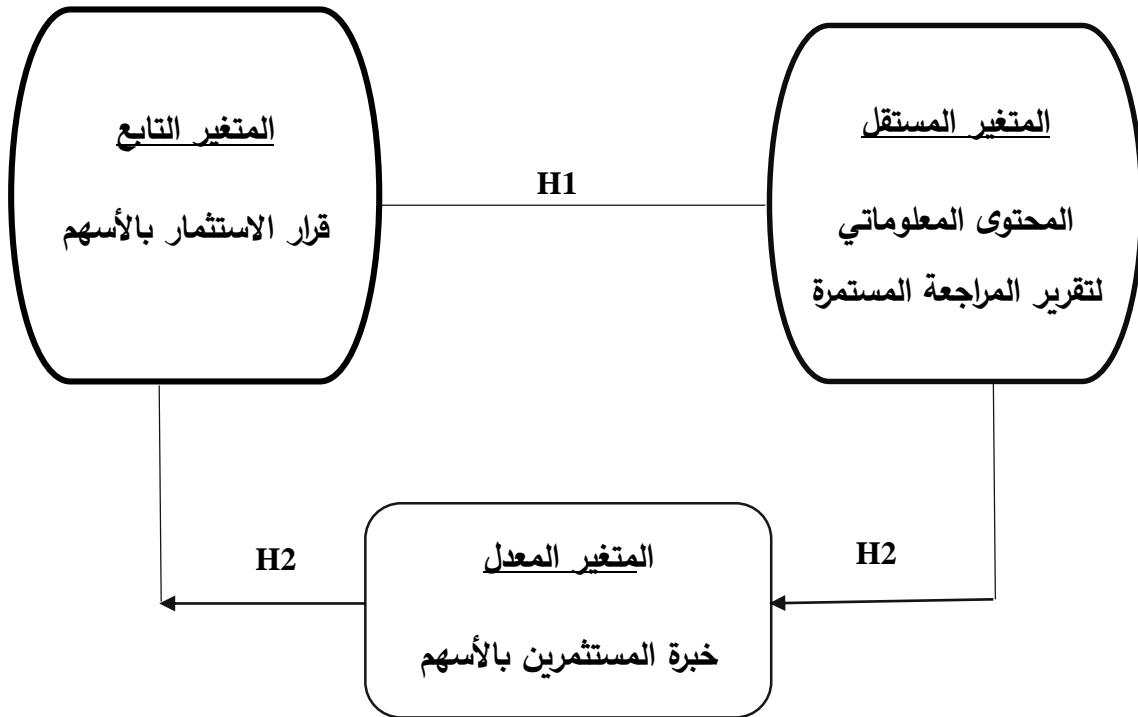 المتغير المستقل
المحتوى المعلوماتي
لتقرير المراجعة المستمرة
H1
المتغير التابع
قرار الاستثمار بالأسهم
H2
المتغير المعدل
خبرة المستثمرين بالأسهم
H2